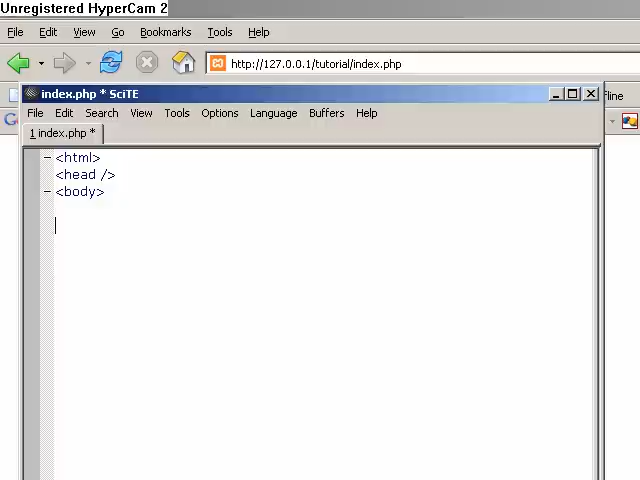 Unregistered HyperCam 2
File Edit View Go Bookmarks Tools Help
http://127.0.0.1/tutorial/index.php
index.php * SciTE
fline
File Edit Search View Tools Options Language Buffers Help
1 index.php *
<html>
<head />
<body>